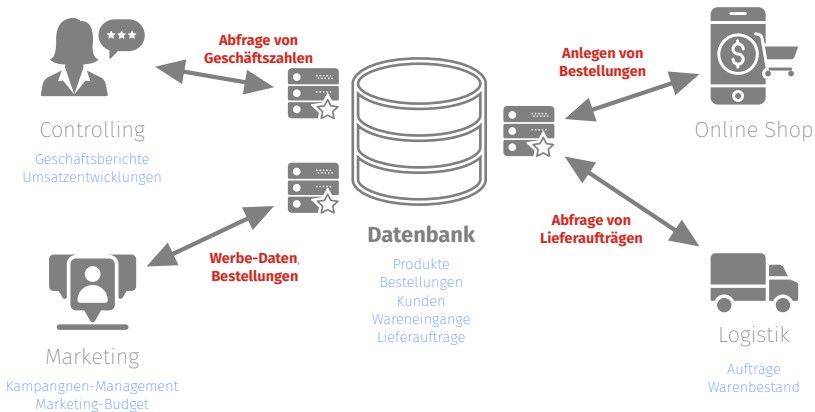 Abfrage von
Geschäftszahlen
Controlling
Geschäftsberichte
Umsatzentwicklungen
Werbe-Daten,
Bestellungen
Marketing
Kampangnen-Management
Marketing-Budget
Datenbank
Produkte
Bestellungen
Kunden
Wareneingänge
Lieferaufträge
Anlegen von
Bestellungen
$
Online Shop
Abfrage von
Lieferaufträgen
Logistik
Aufträge
Warenbestand